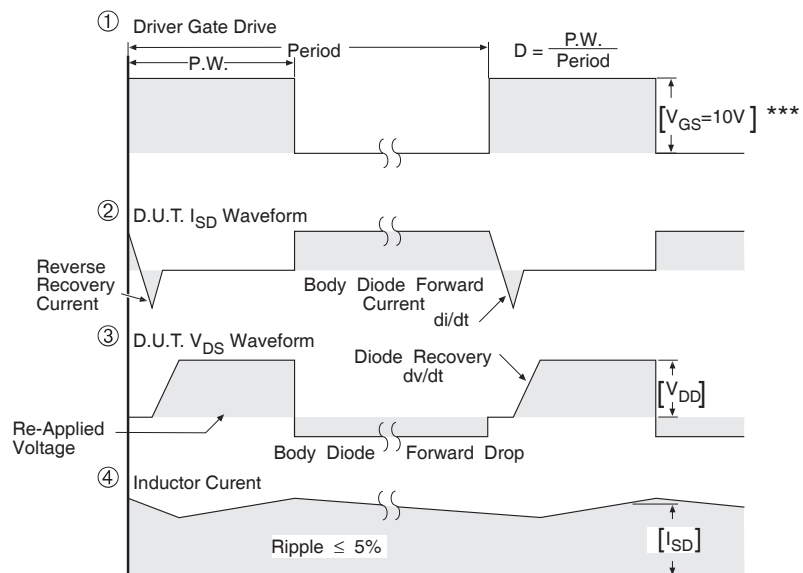 ① Driver Gate Drive
Period
P.W.
D = P.W. / Period
[VGS=10V] ***
② D.U.T. ISD Waveform
Reverse
Recovery
Current
Body Diode Forward
Current
di/dt
③ D.U.T. VDS Waveform
Diode Recovery
dv/dt
[VDD]
Re-Applied
Voltage
Body Diode Forward Drop
④ Inductor Curent
Ripple ≤ 5%
[ISD]